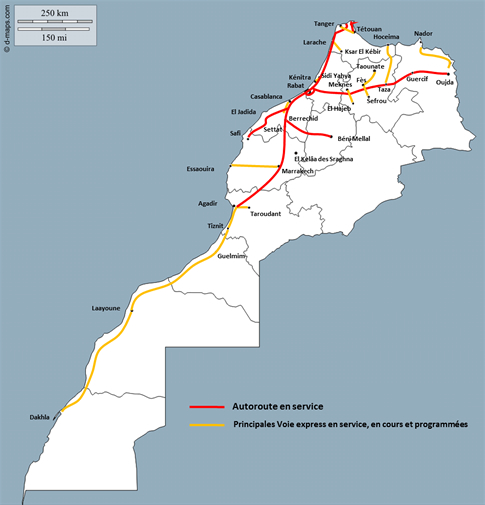 250 km
150 mi
© d-maps.com
Tanger
Tétouan
Larache
Hoceima
Nador
Ksar El Kébir
Taounate
Kénitra
Sidi Yahya
Rabat
Meknès
Fès
Guercif
Oujda
Taza
Casablanca
Sefrou
El Hajeb
El Jadida
Berrechid
Settat
Safi
Béni Mellal
El Kelâa des Sraghna
Essaouira
Marrakech
Agadir
Taroudant
Tiznit
Guelmim
Laayoune
Dakhla
Autoroute en service
Principales Voie express en service, en cours et programmées